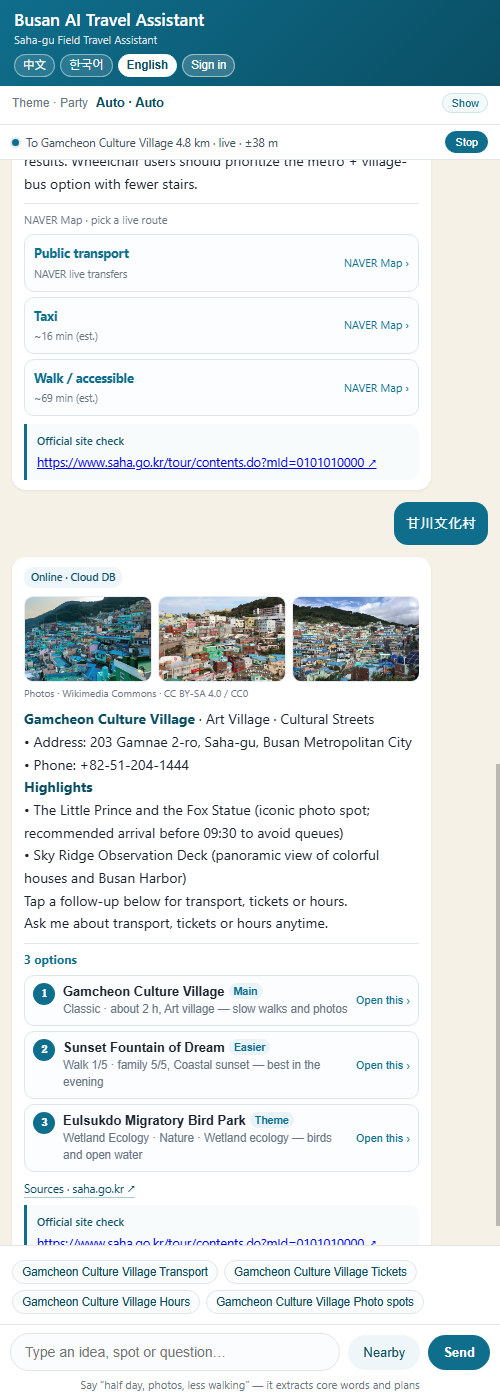 Busan AI Travel Assistant
Saha-gu Field Travel Assistant
中文 한국어 English Sign in
Theme · Party Auto · Auto Show
To Gamcheon Culture Village 4.8 km · live · ±38 m Stop
results. Wheelchair users should prioritize the metro + village-
bus option with fewer stairs.
NAVER Map · pick a live route
Public transport
NAVER live transfers
NAVER Map ›
Taxi
~16 min (est.)
NAVER Map ›
Walk / accessible
~69 min (est.)
NAVER Map ›
Official site check
https://www.saha.go.kr/tour/contents.do?mId=0101010000 ↗
甘川文化村
Online · Cloud DB
Photos · Wikimedia Commons · CC BY-SA 4.0 / CC0
Gamcheon Culture Village · Art Village · Cultural Streets
• Address: 203 Gamnae 2-ro, Saha-gu, Busan Metropolitan City
• Phone: +82-51-204-1444
Highlights
• The Little Prince and the Fox Statue (iconic photo spot;
recommended arrival before 09:30 to avoid queues)
• Sky Ridge Observation Deck (panoramic view of colorful
houses and Busan Harbor)
Tap a follow-up below for transport, tickets or hours.
Ask me about transport, tickets or hours anytime.
3 options
1 Gamcheon Culture Village Main
Classic · about 2 h, Art village — slow walks and photos
Open this ›
2 Sunset Fountain of Dream Easier
Walk 1/5 · family 5/5, Coastal sunset — best in the
evening
Open this ›
3 Eulsukdo Migratory Bird Park Theme
Wetland Ecology · Nature · Wetland ecology — birds
and open water
Open this ›
Sources · saha.go.kr ↗
Official site check
https://www.saha.go.kr/tour/contents.do?mId=0101010000 ↗
Gamcheon Culture Village Transport Gamcheon Culture Village Tickets
Gamcheon Culture Village Hours Gamcheon Culture Village Photo spots
Type an idea, spot or question… Nearby Send
Say “half day, photos, less walking” — it extracts core words and plans